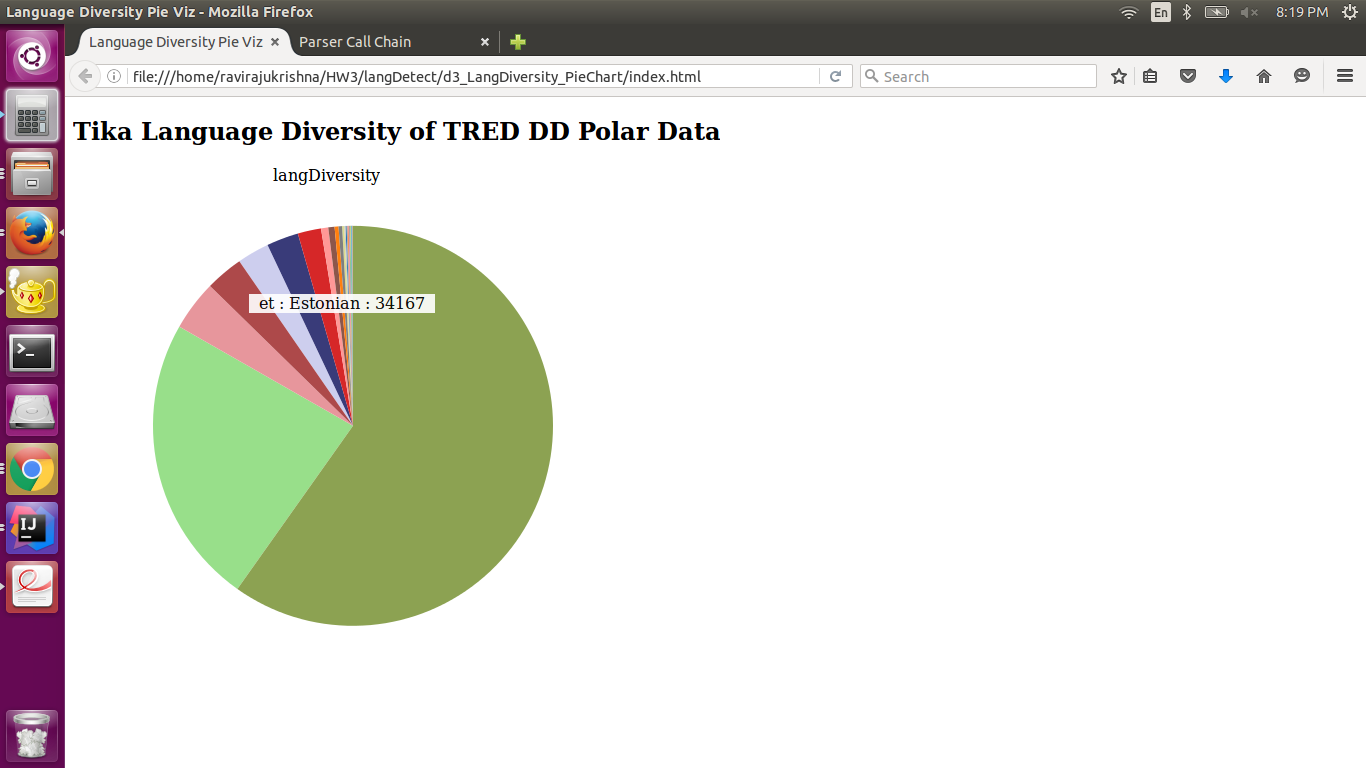 Language Diversity Pie Viz - Mozilla Firefox
En
8:19 PM
Language Diversity Pie Viz
Parser Call Chain
file:///home/ravirajukrishna/HW3/langDetect/d3_LangDiversity_PieChart/index.html
Search
Tika Language Diversity of TRED DD Polar Data
langDiversity
et : Estonian : 34167
IJ